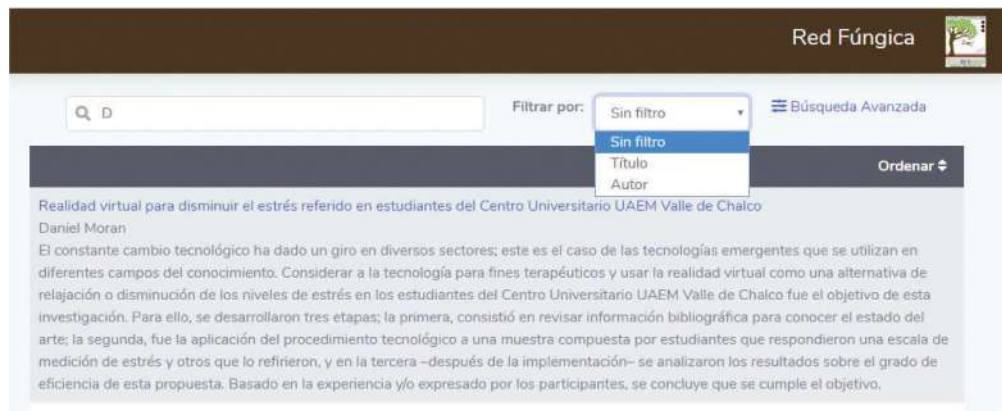 Red Fúngica
D
Filtrar por:
Sin filtro
Búsqueda Avanzada
Sin filtro
Título
Autor
Ordenar
Realidad virtual para disminuir el estrés referido en estudiantes del Centro Universitario UAEM Valle de Chalco
Daniel Moran
El constante cambio tecnológico ha dado un giro en diversos sectores; este es el caso de las tecnologías emergentes que se utilizan en
diferentes campos del conocimiento. Considerar a la tecnología para fines terapéuticos y usar la realidad virtual como una alternativa de
relajación o disminución de los niveles de estrés en los estudiantes del Centro Universitario UAEM Valle de Chalco fue el objetivo de esta
investigación. Para ello, se desarrollaron tres etapas; la primera, consistió en revisar información bibliográfica para conocer el estado del
arte; la segunda, fue la aplicación del procedimiento tecnológico a una muestra compuesta por estudiantes que respondieron una escala de
medición de estrés y otros que lo refirieron, y en la tercera –después de la implementación– se analizaron los resultados sobre el grado de
eficiencia de esta propuesta. Basado en la experiencia y/o expresado por los participantes, se concluye que se cumple el objetivo.